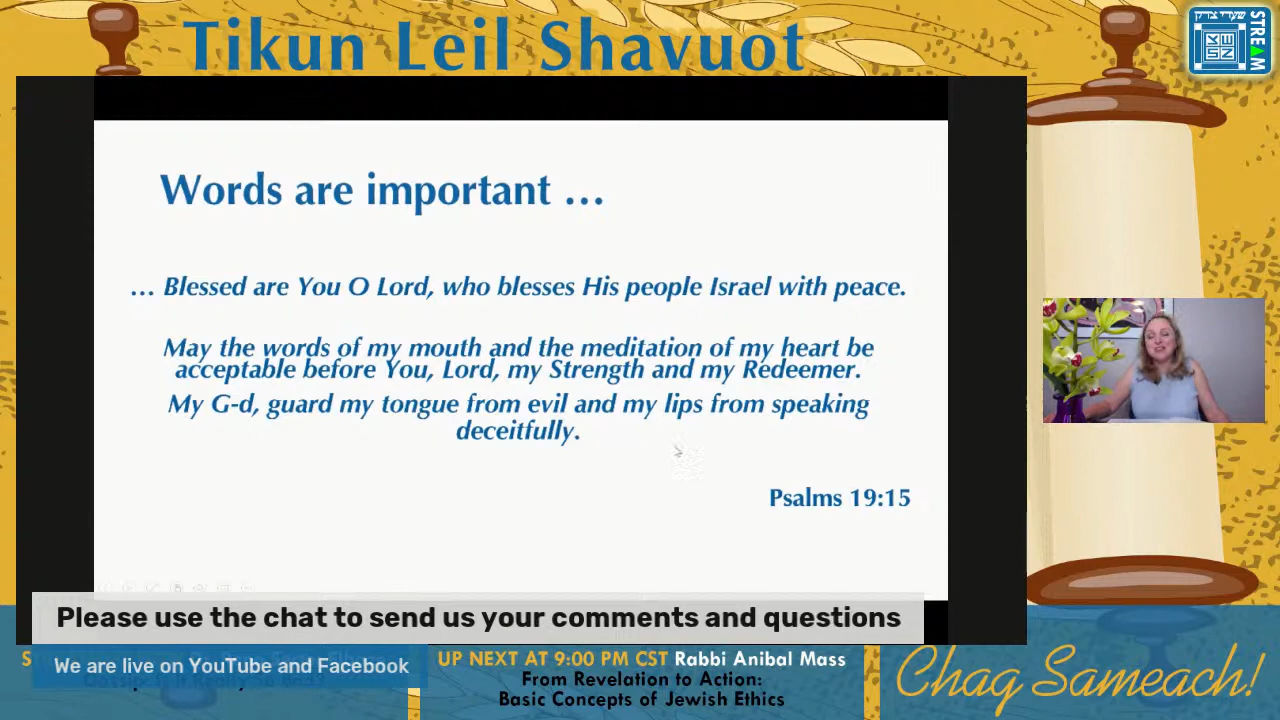 Tikun Leil Shavuot
שערי צדק
STREAM
Words are important …
… Blessed are You O Lord, who blesses His people Israel with peace.
May the words of my mouth and the meditation of my heart be
acceptable before You, Lord, my Strength and my Redeemer.
My G-d, guard my tongue from evil and my lips from speaking
deceitfully.
Psalms 19:15
Please use the chat to send us your comments and questions
We are live on YouTube and Facebook
UP NEXT AT 9:00 PM CST Rabbi Anibal Mass
From Revelation to Action:
Basic Concepts of Jewish Ethics
Chag Sameach!